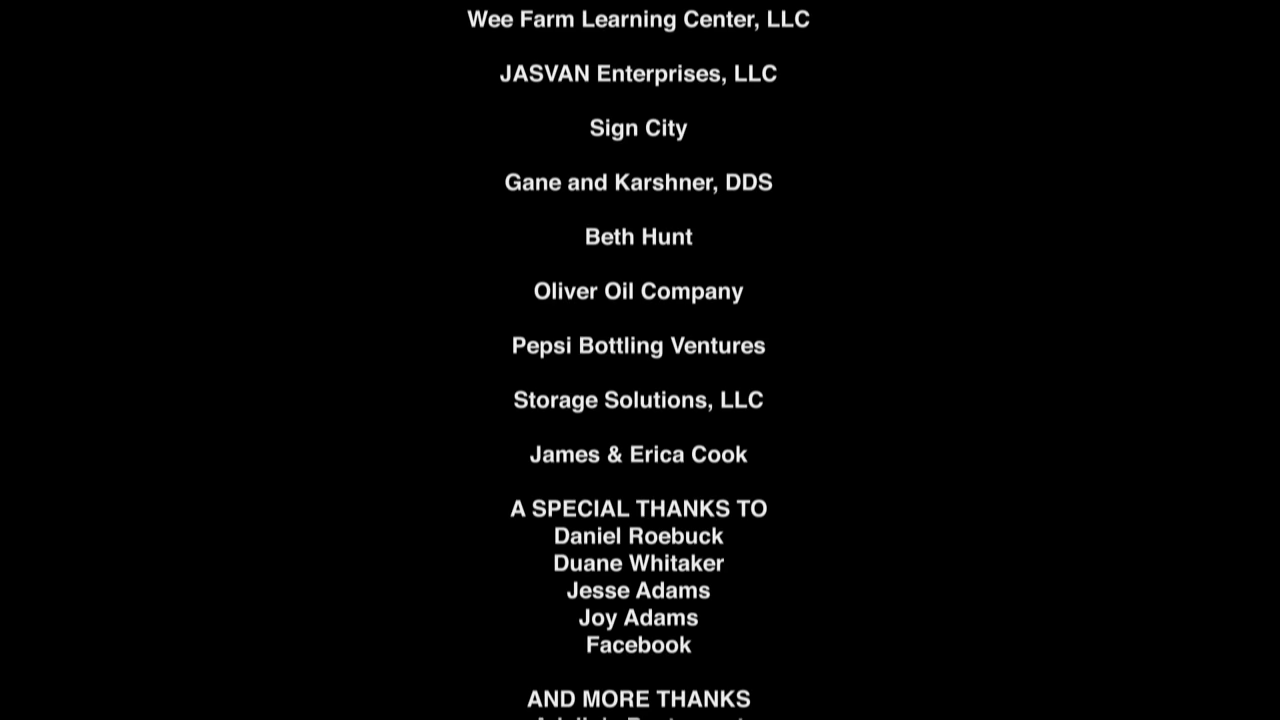 Wee Farm Learning Center, LLC
JASVAN Enterprises, LLC
Sign City
Gane and Karshner, DDS
Beth Hunt
Oliver Oil Company
Pepsi Bottling Ventures
Storage Solutions, LLC
James & Erica Cook
A SPECIAL THANKS TO
Daniel Roebuck
Duane Whitaker
Jesse Adams
Joy Adams
Facebook
AND MORE THANKS